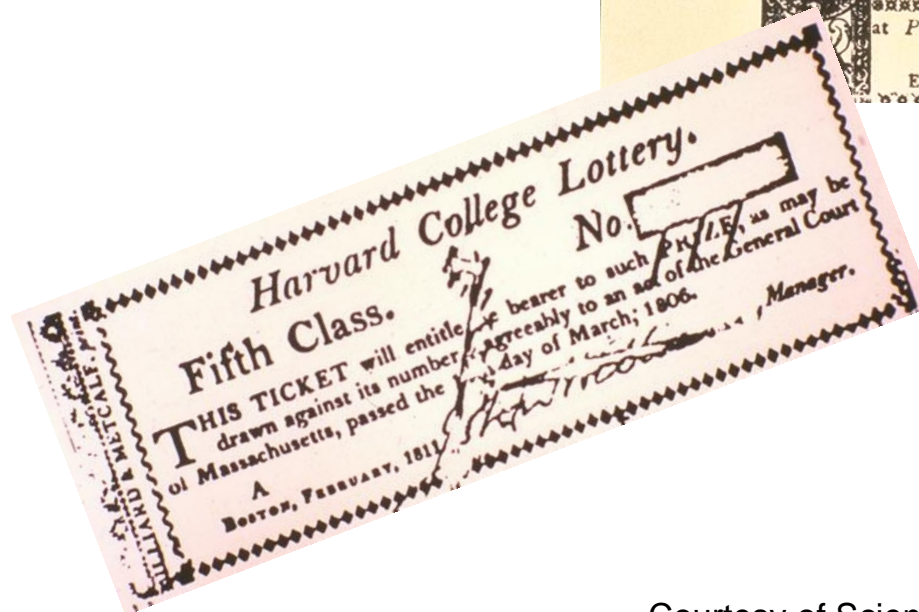 at P
E
Harvard College Lottery.
Fifth Class. No.
THIS TICKET will entitle bearer to such PRIZE, as may be
drawn against its number, agreeably to an act of the General Court
of Massachusetts, passed the day of March; 1806.
Manager.
A
BOSTON, FEBRUARY, 1811
HILLIARD & METCALF,
Courtesy of Scien